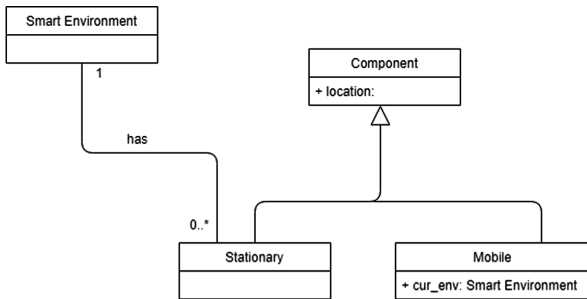 Smart Environment
Component
1
+ location:
has
0..*
Stationary
Mobile
+ cur_env: Smart Environment